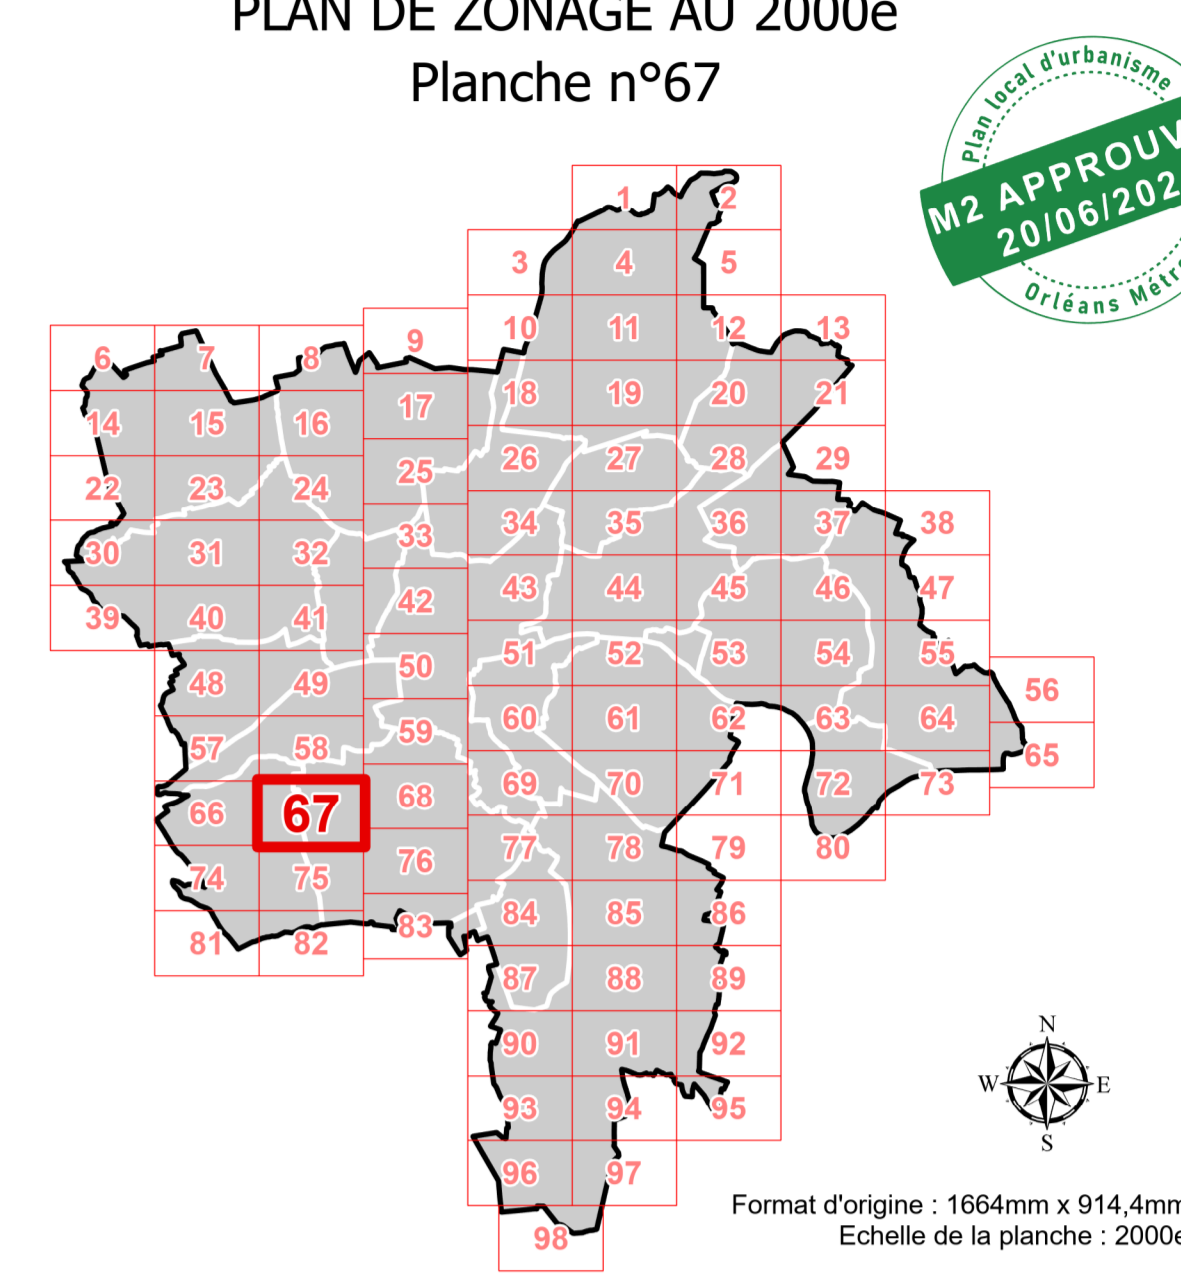 PLAN DE ZONAGE AU 2000e
Planche n°67
Plan local d'urbanisme
M2 APPROUV
20/06/202
Orléans Métr
1 2
3 4 5
10 11 12 13
6 7 8 9
18 19 20 21
14 15 16 17
26 27 28 29
22 23 24 25
34 35 36 37 38
30 31 32 33
43 44 45 46 47
39 40 41 42
51 52 53 54 55
48 49 50 56
60 61 62 63 64
57 58 59 65
69 70 71 72 73
66 67 68
77 78 79 80
74 75 76
84 85 86
81 82 83
87 88 89
90 91 92
93 94 95
96 97
98
N
W E
S
Format d'origine : 1664mm x 914,4mm
Echelle de la planche : 2000e